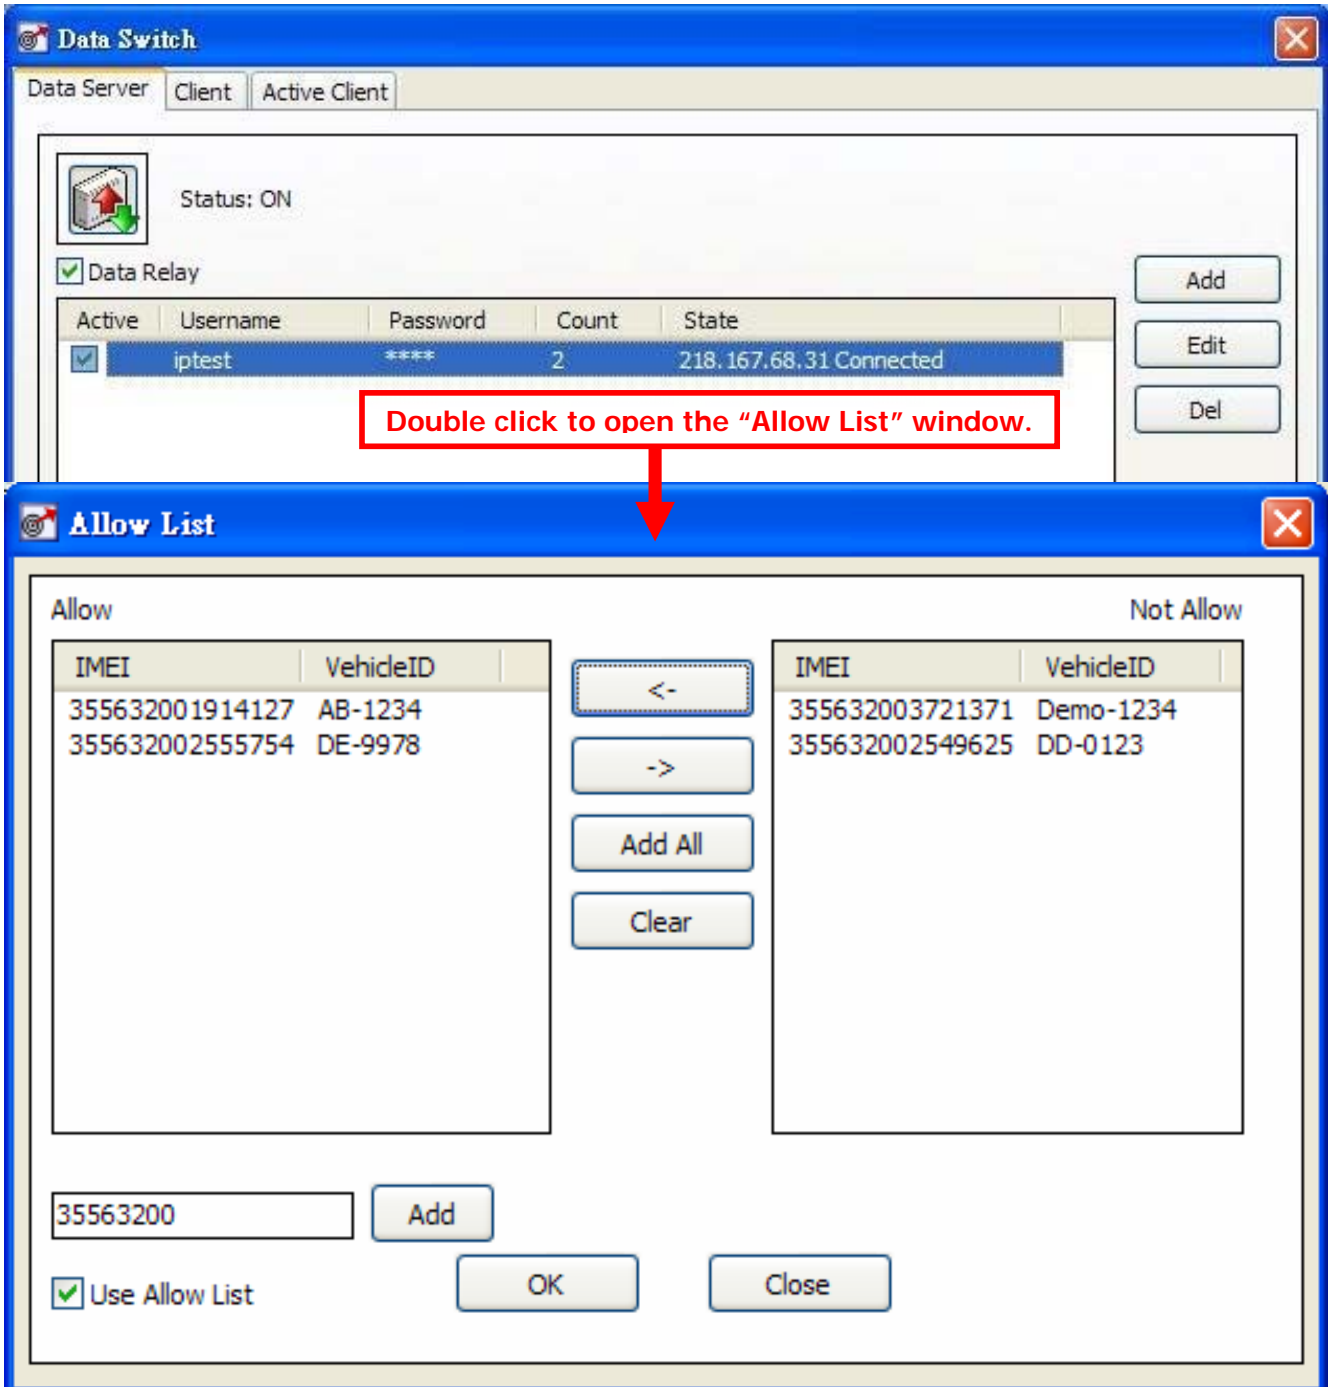 Data Switch
Data Server Client Active Client
Status: ON
Data Relay
Add
Active Username Password Count State
iptest **** 2 218.167.68.31 Connected
Edit
Double click to open the “Allow List” window.
Del
Allow List
Allow Not Allow
IMEI VehicleID IMEI VehicleID
355632001914127 AB-1234 <- 355632003721371 Demo-1234
355632002555754 DE-9978 -> 355632002549625 DD-0123
Add All
Clear
35563200 Add
Use Allow List OK Close